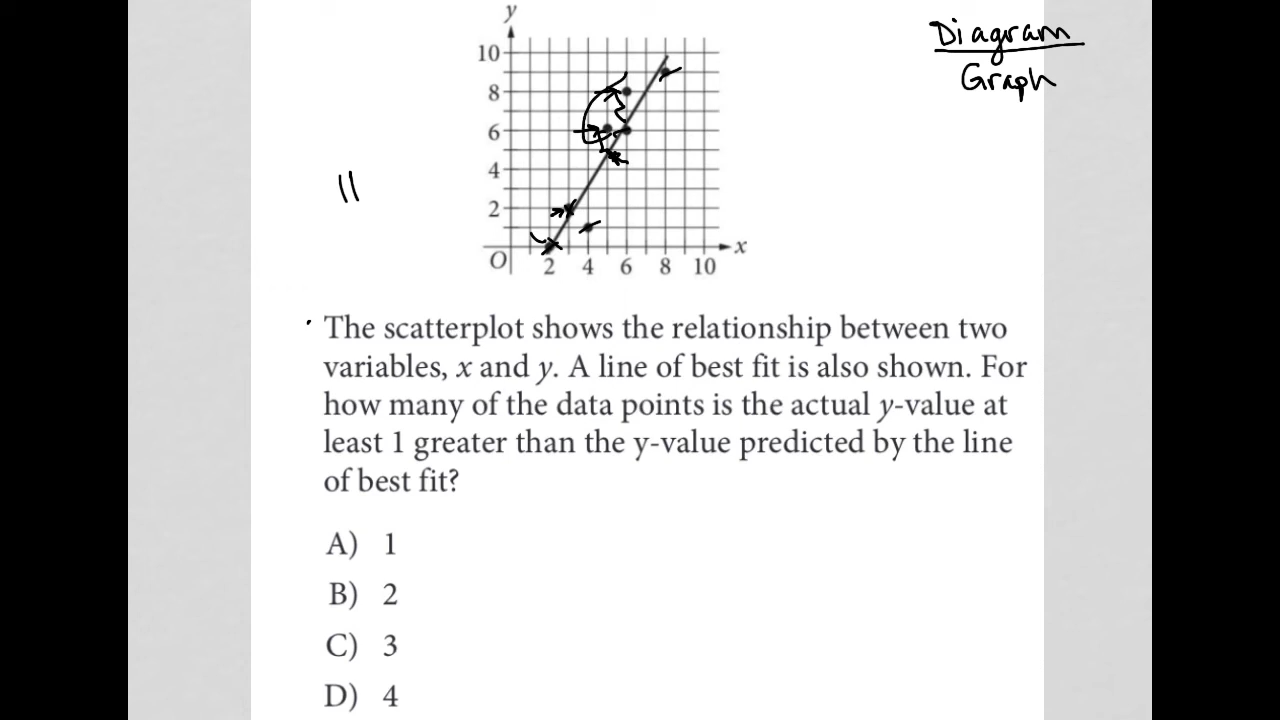 y
Diagram
Graph
10
8
6
4
2
11
O 2 4 6 8 10 x
The scatterplot shows the relationship between two
variables, x and y. A line of best fit is also shown. For
how many of the data points is the actual y-value at
least 1 greater than the y-value predicted by the line
of best fit?
A) 1
B) 2
C) 3
D) 4